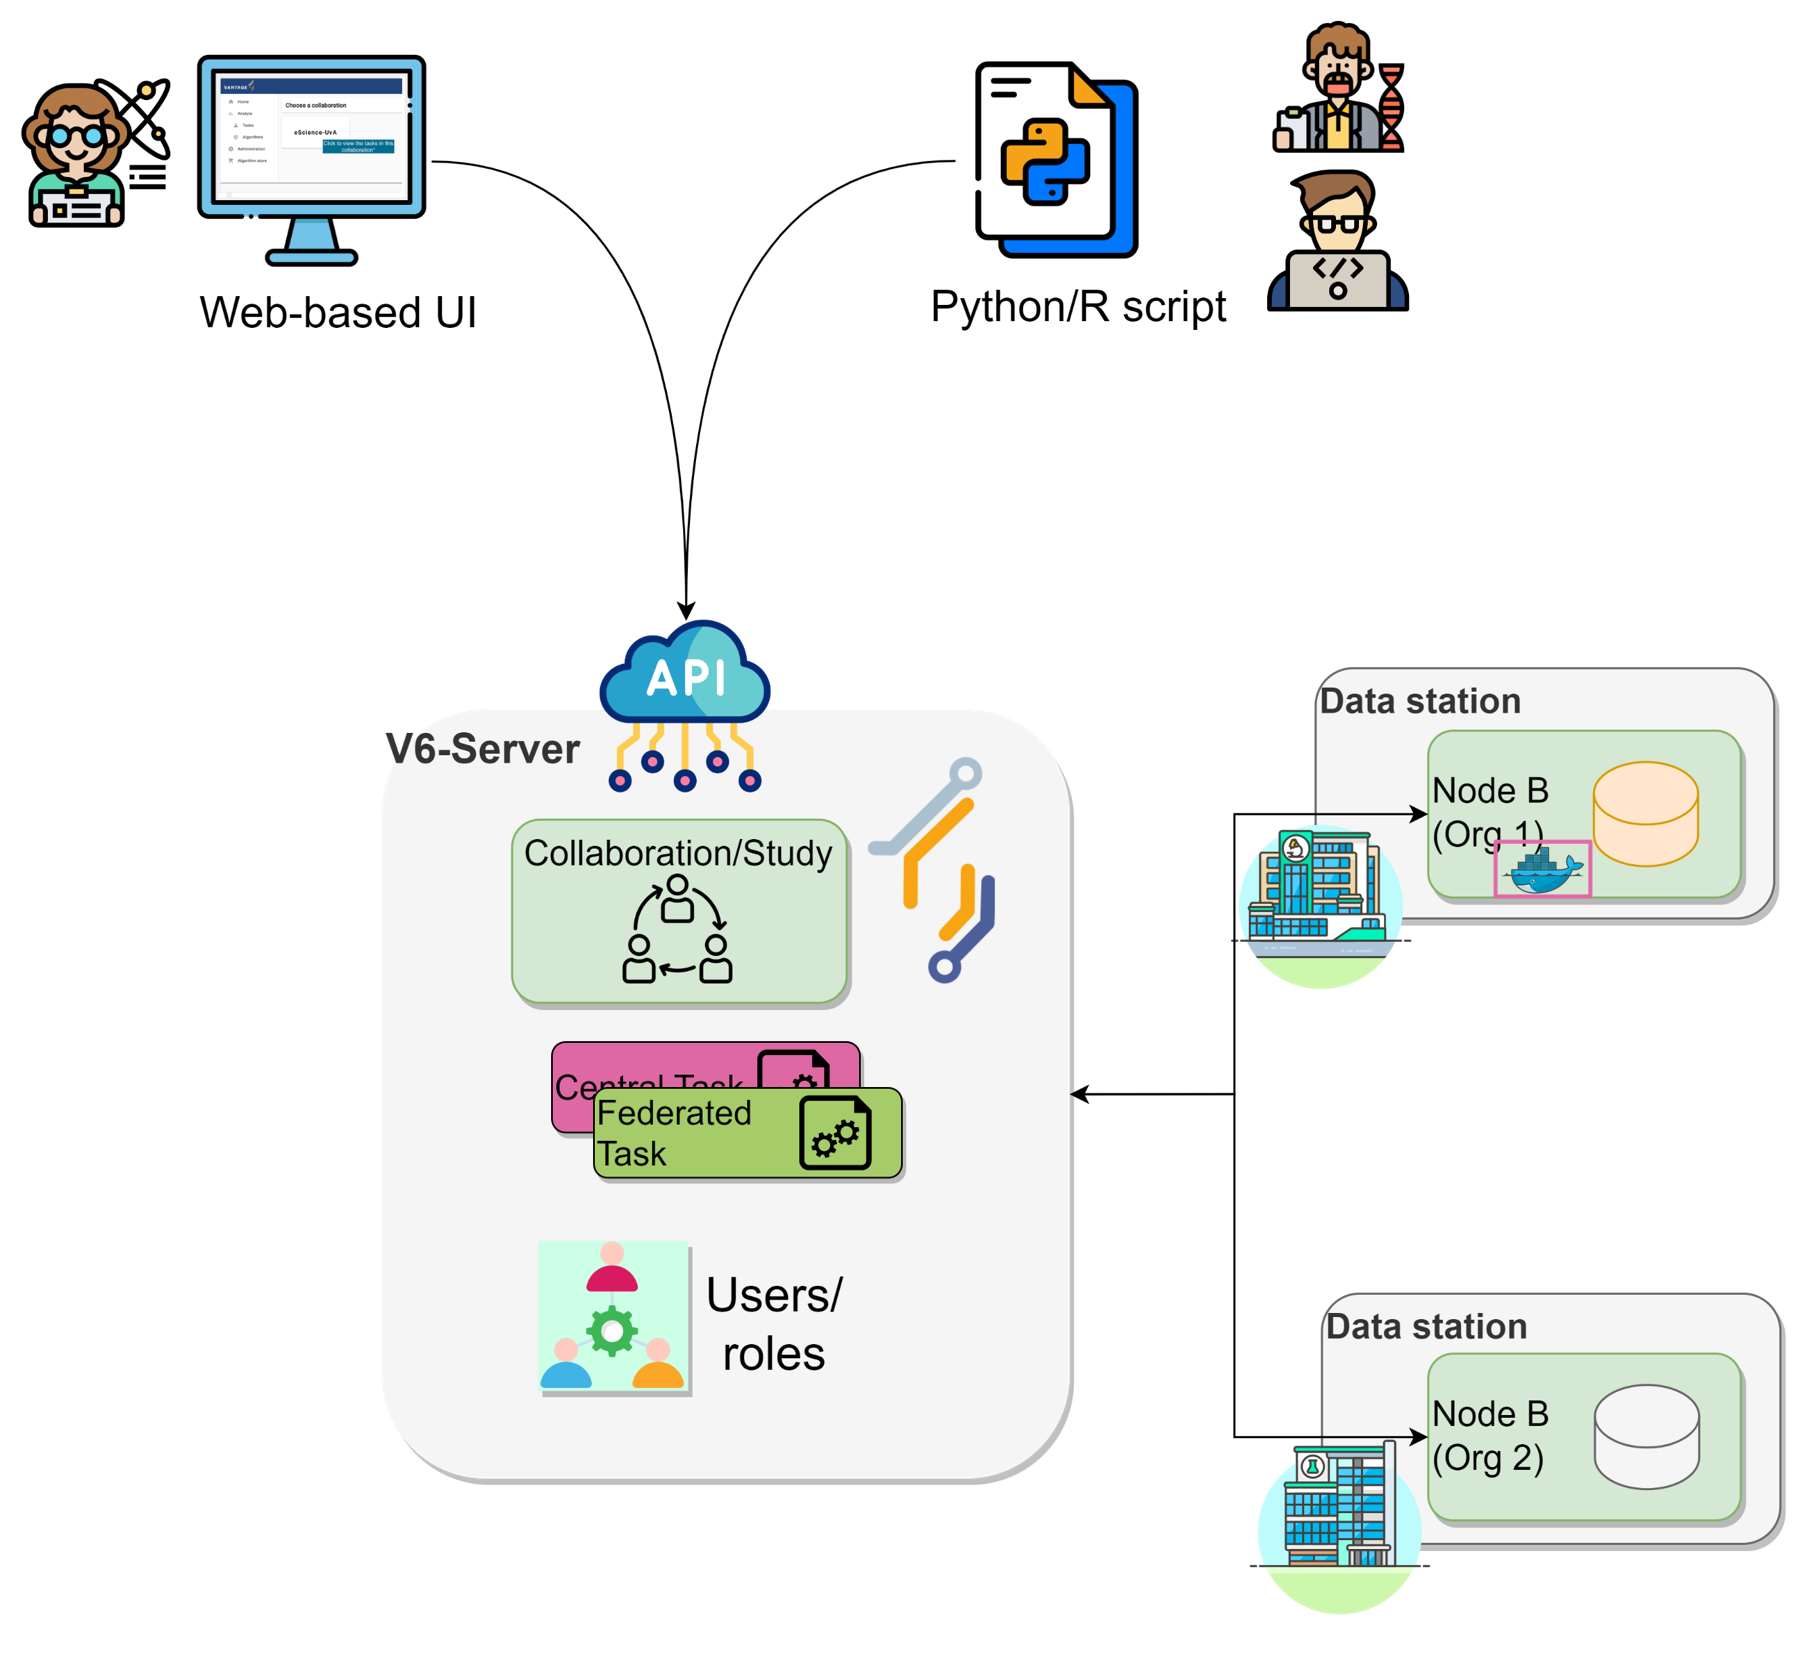 VANTAGE6
Home
Analyze
Tasks
Algorithms
Administration
Algorithm store
Choose a collaboration
eScience-UvA
Click to view the tasks in this
collaboration"
Web-based UI
Python/R script
</>
API
V6-Server
Collaboration/Study
Central Task
Federated
Task
Users/
roles
Data station
Node B
(Org 1)
Data station
Node B
(Org 2)